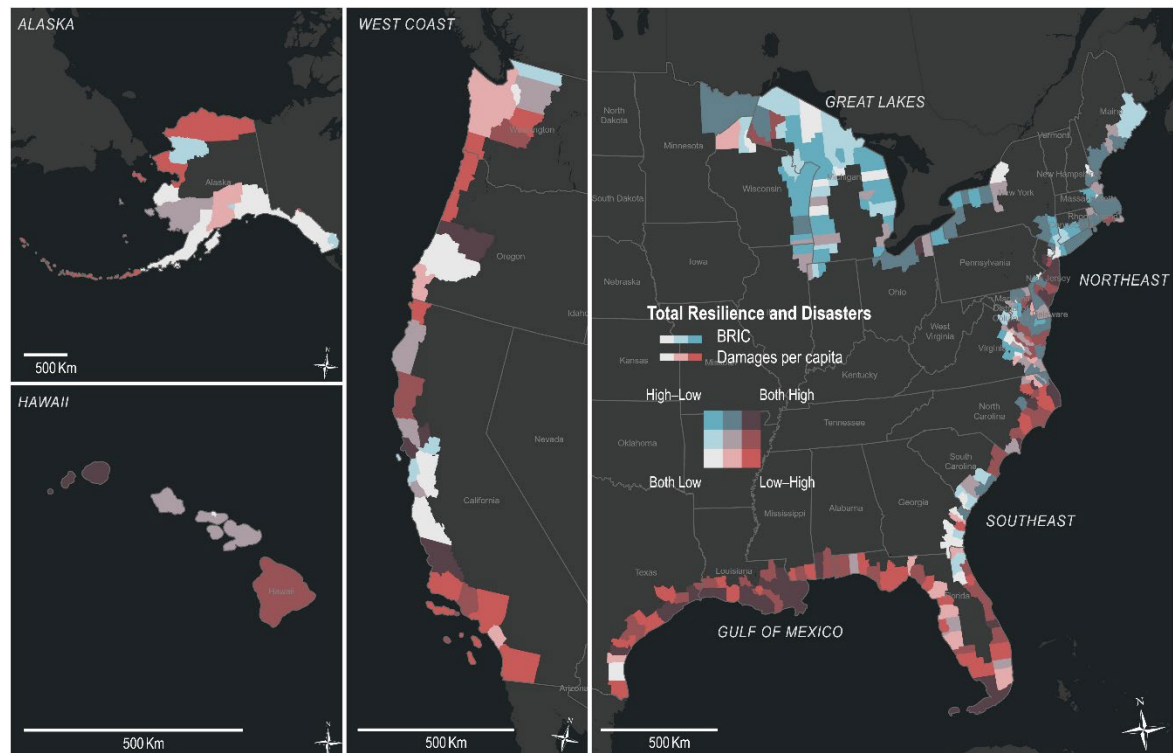 ALASKA
Alaska
500 Km
N
HAWAII
Hawaii
500 Km
N
WEST COAST
Washington
Oregon
Idaho
Nevada
California
Arizona
500 Km
N
GREAT LAKES
North
Dakota
Minnesota
South Dakota
Wisconsin
Michigan
Maine
Vermont
New Hampshire
New York
Iowa
Nebraska
Pennsylvania
NORTHEAST
Ohio
New Jersey
Total Resilience and Disasters
BRIC
Damages per capita
High–Low
Both High
Both Low
Low–High
West
Virginia
Virginia
Kansas
Kentucky
Oklahoma
Tennessee
North
Carolina
South
Carolina
Mississippi
Alabama
Georgia
SOUTHEAST
Texas
Louisiana
Florida
GULF OF MEXICO
500 Km
N